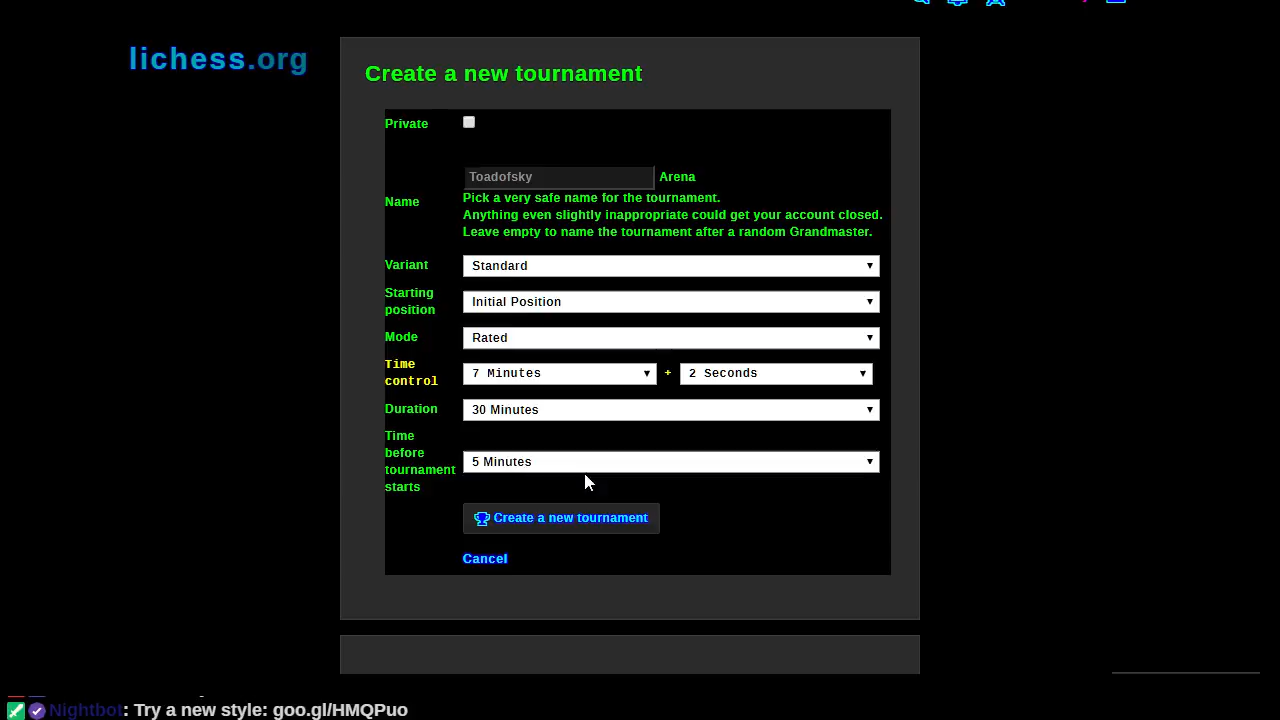 lichess.org
Create a new tournament
Private
Toadofsky Arena
Name
Pick a very safe name for the tournament.
Anything even slightly inappropriate could get your account closed.
Leave empty to name the tournament after a random Grandmaster.
Variant
Standard
Starting
position
Initial Position
Mode
Rated
Time
control
7 Minutes + 2 Seconds
Duration
30 Minutes
Time
before
tournament
starts
5 Minutes
Create a new tournament
Cancel
Nightbot: Try a new style: goo.gl/HMQPuo